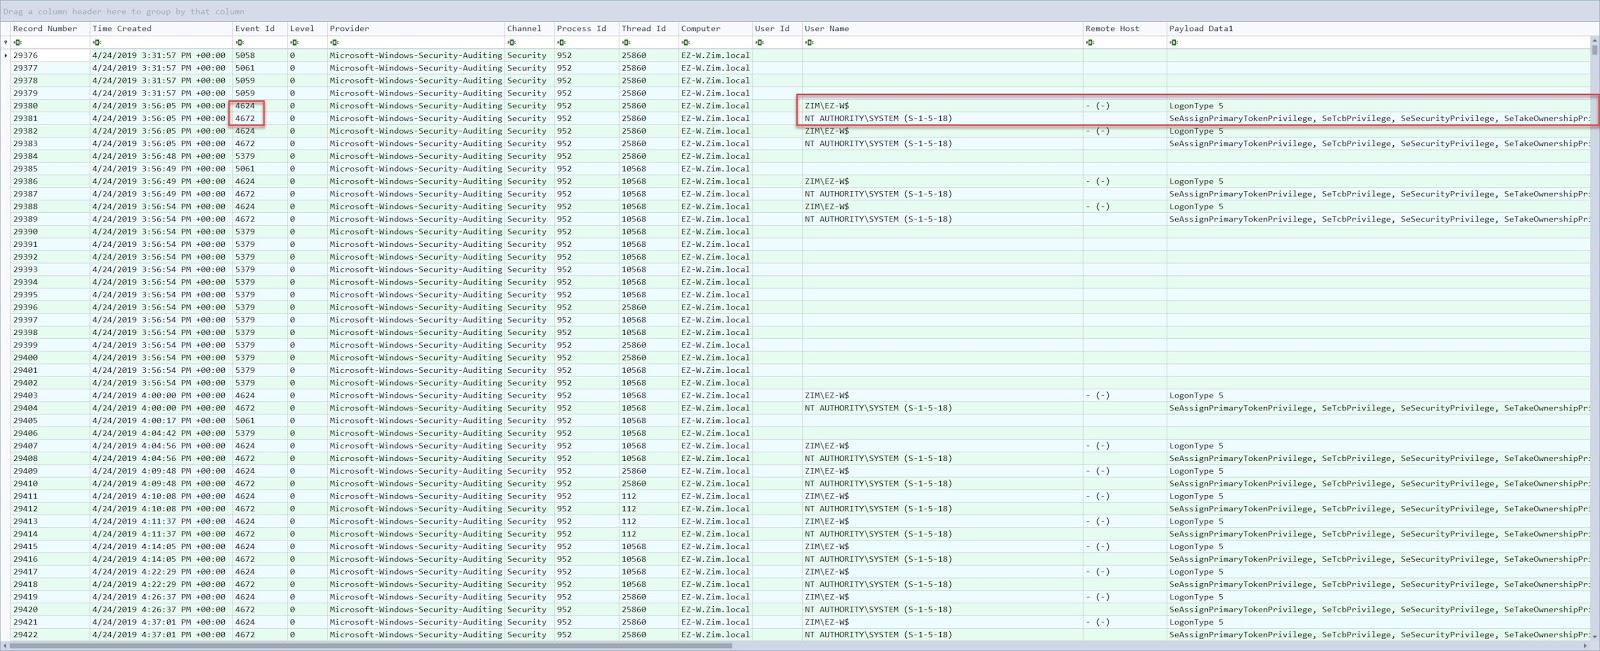 Drag a column header here to group by that column
Record Number Time Created Event Id Level Provider Channel Process Id Thread Id Computer User Id User Name Remote Host Payload Data1
29376 4/24/2019 3:31:57 PM +00:00 5058 0 Microsoft-Windows-Security-Auditing Security 952 25860 EZ-W.Zim.local
29377 4/24/2019 3:31:57 PM +00:00 5061 0 Microsoft-Windows-Security-Auditing Security 952 25860 EZ-W.Zim.local
29378 4/24/2019 3:31:57 PM +00:00 5059 0 Microsoft-Windows-Security-Auditing Security 952 25860 EZ-W.Zim.local
29379 4/24/2019 3:31:57 PM +00:00 5059 0 Microsoft-Windows-Security-Auditing Security 952 25860 EZ-W.Zim.local
29380 4/24/2019 3:56:05 PM +00:00 4624 0 Microsoft-Windows-Security-Auditing Security 952 25860 EZ-W.Zim.local ZIM\EZ-W$ - (-) LogonType 5
29381 4/24/2019 3:56:05 PM +00:00 4672 0 Microsoft-Windows-Security-Auditing Security 952 25860 EZ-W.Zim.local NT AUTHORITY\SYSTEM (S-1-5-18) SeAssignPrimaryTokenPrivilege, SeTcbPrivilege, SeSecurityPrivilege, SeTakeOwnershipPri
29382 4/24/2019 3:56:05 PM +00:00 4624 0 Microsoft-Windows-Security-Auditing Security 952 25860 EZ-W.Zim.local ZIM\EZ-W$ - (-) LogonType 5
29383 4/24/2019 3:56:05 PM +00:00 4672 0 Microsoft-Windows-Security-Auditing Security 952 25860 EZ-W.Zim.local NT AUTHORITY\SYSTEM (S-1-5-18) SeAssignPrimaryTokenPrivilege, SeTcbPrivilege, SeSecurityPrivilege, SeTakeOwnershipPri
29384 4/24/2019 3:56:48 PM +00:00 5379 0 Microsoft-Windows-Security-Auditing Security 952 25860 EZ-W.Zim.local
29385 4/24/2019 3:56:49 PM +00:00 5061 0 Microsoft-Windows-Security-Auditing Security 952 10568 EZ-W.Zim.local
29386 4/24/2019 3:56:49 PM +00:00 4624 0 Microsoft-Windows-Security-Auditing Security 952 10568 EZ-W.Zim.local ZIM\EZ-W$ - (-) LogonType 5
29387 4/24/2019 3:56:49 PM +00:00 4672 0 Microsoft-Windows-Security-Auditing Security 952 10568 EZ-W.Zim.local NT AUTHORITY\SYSTEM (S-1-5-18) SeAssignPrimaryTokenPrivilege, SeTcbPrivilege, SeSecurityPrivilege, SeTakeOwnershipPri
29388 4/24/2019 3:56:49 PM +00:00 4624 0 Microsoft-Windows-Security-Auditing Security 952 10568 EZ-W.Zim.local ZIM\EZ-W$ - (-) LogonType 5
29389 4/24/2019 3:56:49 PM +00:00 4672 0 Microsoft-Windows-Security-Auditing Security 952 10568 EZ-W.Zim.local NT AUTHORITY\SYSTEM (S-1-5-18) SeAssignPrimaryTokenPrivilege, SeTcbPrivilege, SeSecurityPrivilege, SeTakeOwnershipPri
29390 4/24/2019 3:56:54 PM +00:00 5379 0 Microsoft-Windows-Security-Auditing Security 952 10568 EZ-W.Zim.local
29391 4/24/2019 3:56:54 PM +00:00 5379 0 Microsoft-Windows-Security-Auditing Security 952 10568 EZ-W.Zim.local
29392 4/24/2019 3:56:54 PM +00:00 5379 0 Microsoft-Windows-Security-Auditing Security 952 10568 EZ-W.Zim.local
29393 4/24/2019 3:56:54 PM +00:00 5379 0 Microsoft-Windows-Security-Auditing Security 952 10568 EZ-W.Zim.local
29394 4/24/2019 3:56:54 PM +00:00 5379 0 Microsoft-Windows-Security-Auditing Security 952 10568 EZ-W.Zim.local
29395 4/24/2019 3:56:54 PM +00:00 5379 0 Microsoft-Windows-Security-Auditing Security 952 10568 EZ-W.Zim.local
29396 4/24/2019 3:56:54 PM +00:00 5379 0 Microsoft-Windows-Security-Auditing Security 952 25860 EZ-W.Zim.local
29397 4/24/2019 3:56:54 PM +00:00 5379 0 Microsoft-Windows-Security-Auditing Security 952 10568 EZ-W.Zim.local
29398 4/24/2019 3:56:54 PM +00:00 5379 0 Microsoft-Windows-Security-Auditing Security 952 10568 EZ-W.Zim.local
29399 4/24/2019 3:56:54 PM +00:00 5379 0 Microsoft-Windows-Security-Auditing Security 952 25860 EZ-W.Zim.local
29400 4/24/2019 3:56:54 PM +00:00 5379 0 Microsoft-Windows-Security-Auditing Security 952 25860 EZ-W.Zim.local
29401 4/24/2019 3:56:54 PM +00:00 5379 0 Microsoft-Windows-Security-Auditing Security 952 10568 EZ-W.Zim.local
29402 4/24/2019 3:56:54 PM +00:00 5379 0 Microsoft-Windows-Security-Auditing Security 952 10568 EZ-W.Zim.local
29403 4/24/2019 4:00:00 PM +00:00 4624 0 Microsoft-Windows-Security-Auditing Security 952 10568 EZ-W.Zim.local ZIM\EZ-W$ - (-) LogonType 5
29404 4/24/2019 4:00:00 PM +00:00 4672 0 Microsoft-Windows-Security-Auditing Security 952 10568 EZ-W.Zim.local NT AUTHORITY\SYSTEM (S-1-5-18) SeAssignPrimaryTokenPrivilege, SeTcbPrivilege, SeSecurityPrivilege, SeTakeOwnershipPri
29405 4/24/2019 4:00:17 PM +00:00 5061 0 Microsoft-Windows-Security-Auditing Security 952 10568 EZ-W.Zim.local
29406 4/24/2019 4:04:42 PM +00:00 5379 0 Microsoft-Windows-Security-Auditing Security 952 10568 EZ-W.Zim.local
29407 4/24/2019 4:04:56 PM +00:00 4624 0 Microsoft-Windows-Security-Auditing Security 952 10568 EZ-W.Zim.local ZIM\EZ-W$ - (-) LogonType 5
29408 4/24/2019 4:04:56 PM +00:00 4672 0 Microsoft-Windows-Security-Auditing Security 952 10568 EZ-W.Zim.local NT AUTHORITY\SYSTEM (S-1-5-18) SeAssignPrimaryTokenPrivilege, SeTcbPrivilege, SeSecurityPrivilege, SeTakeOwnershipPri
29409 4/24/2019 4:09:48 PM +00:00 4624 0 Microsoft-Windows-Security-Auditing Security 952 25860 EZ-W.Zim.local ZIM\EZ-W$ - (-) LogonType 5
29410 4/24/2019 4:09:48 PM +00:00 4672 0 Microsoft-Windows-Security-Auditing Security 952 25860 EZ-W.Zim.local NT AUTHORITY\SYSTEM (S-1-5-18) SeAssignPrimaryTokenPrivilege, SeTcbPrivilege, SeSecurityPrivilege, SeTakeOwnershipPri
29411 4/24/2019 4:10:08 PM +00:00 4624 0 Microsoft-Windows-Security-Auditing Security 952 112 EZ-W.Zim.local ZIM\EZ-W$ - (-) LogonType 5
29412 4/24/2019 4:10:08 PM +00:00 4672 0 Microsoft-Windows-Security-Auditing Security 952 112 EZ-W.Zim.local NT AUTHORITY\SYSTEM (S-1-5-18) SeAssignPrimaryTokenPrivilege, SeTcbPrivilege, SeSecurityPrivilege, SeTakeOwnershipPri
29413 4/24/2019 4:11:37 PM +00:00 4624 0 Microsoft-Windows-Security-Auditing Security 952 112 EZ-W.Zim.local ZIM\EZ-W$ - (-) LogonType 5
29414 4/24/2019 4:11:37 PM +00:00 4672 0 Microsoft-Windows-Security-Auditing Security 952 112 EZ-W.Zim.local NT AUTHORITY\SYSTEM (S-1-5-18) SeAssignPrimaryTokenPrivilege, SeTcbPrivilege, SeSecurityPrivilege, SeTakeOwnershipPri
29415 4/24/2019 4:14:05 PM +00:00 4624 0 Microsoft-Windows-Security-Auditing Security 952 10568 EZ-W.Zim.local ZIM\EZ-W$ - (-) LogonType 5
29416 4/24/2019 4:14:05 PM +00:00 4672 0 Microsoft-Windows-Security-Auditing Security 952 10568 EZ-W.Zim.local NT AUTHORITY\SYSTEM (S-1-5-18) SeAssignPrimaryTokenPrivilege, SeTcbPrivilege, SeSecurityPrivilege, SeTakeOwnershipPri
29417 4/24/2019 4:22:29 PM +00:00 4624 0 Microsoft-Windows-Security-Auditing Security 952 25860 EZ-W.Zim.local ZIM\EZ-W$ - (-) LogonType 5
29418 4/24/2019 4:22:29 PM +00:00 4672 0 Microsoft-Windows-Security-Auditing Security 952 25860 EZ-W.Zim.local NT AUTHORITY\SYSTEM (S-1-5-18) SeAssignPrimaryTokenPrivilege, SeTcbPrivilege, SeSecurityPrivilege, SeTakeOwnershipPri
29419 4/24/2019 4:26:37 PM +00:00 4624 0 Microsoft-Windows-Security-Auditing Security 952 25860 EZ-W.Zim.local ZIM\EZ-W$ - (-) LogonType 5
29420 4/24/2019 4:26:37 PM +00:00 4672 0 Microsoft-Windows-Security-Auditing Security 952 25860 EZ-W.Zim.local NT AUTHORITY\SYSTEM (S-1-5-18) SeAssignPrimaryTokenPrivilege, SeTcbPrivilege, SeSecurityPrivilege, SeTakeOwnershipPri
29421 4/24/2019 4:37:01 PM +00:00 4624 0 Microsoft-Windows-Security-Auditing Security 952 25860 EZ-W.Zim.local ZIM\EZ-W$ - (-) LogonType 5
29422 4/24/2019 4:37:01 PM +00:00 4672 0 Microsoft-Windows-Security-Auditing Security 952 25860 EZ-W.Zim.local NT AUTHORITY\SYSTEM (S-1-5-18) SeAssignPrimaryTokenPrivilege, SeTcbPrivilege, SeSecurityPrivilege, SeTakeOwnershipPri